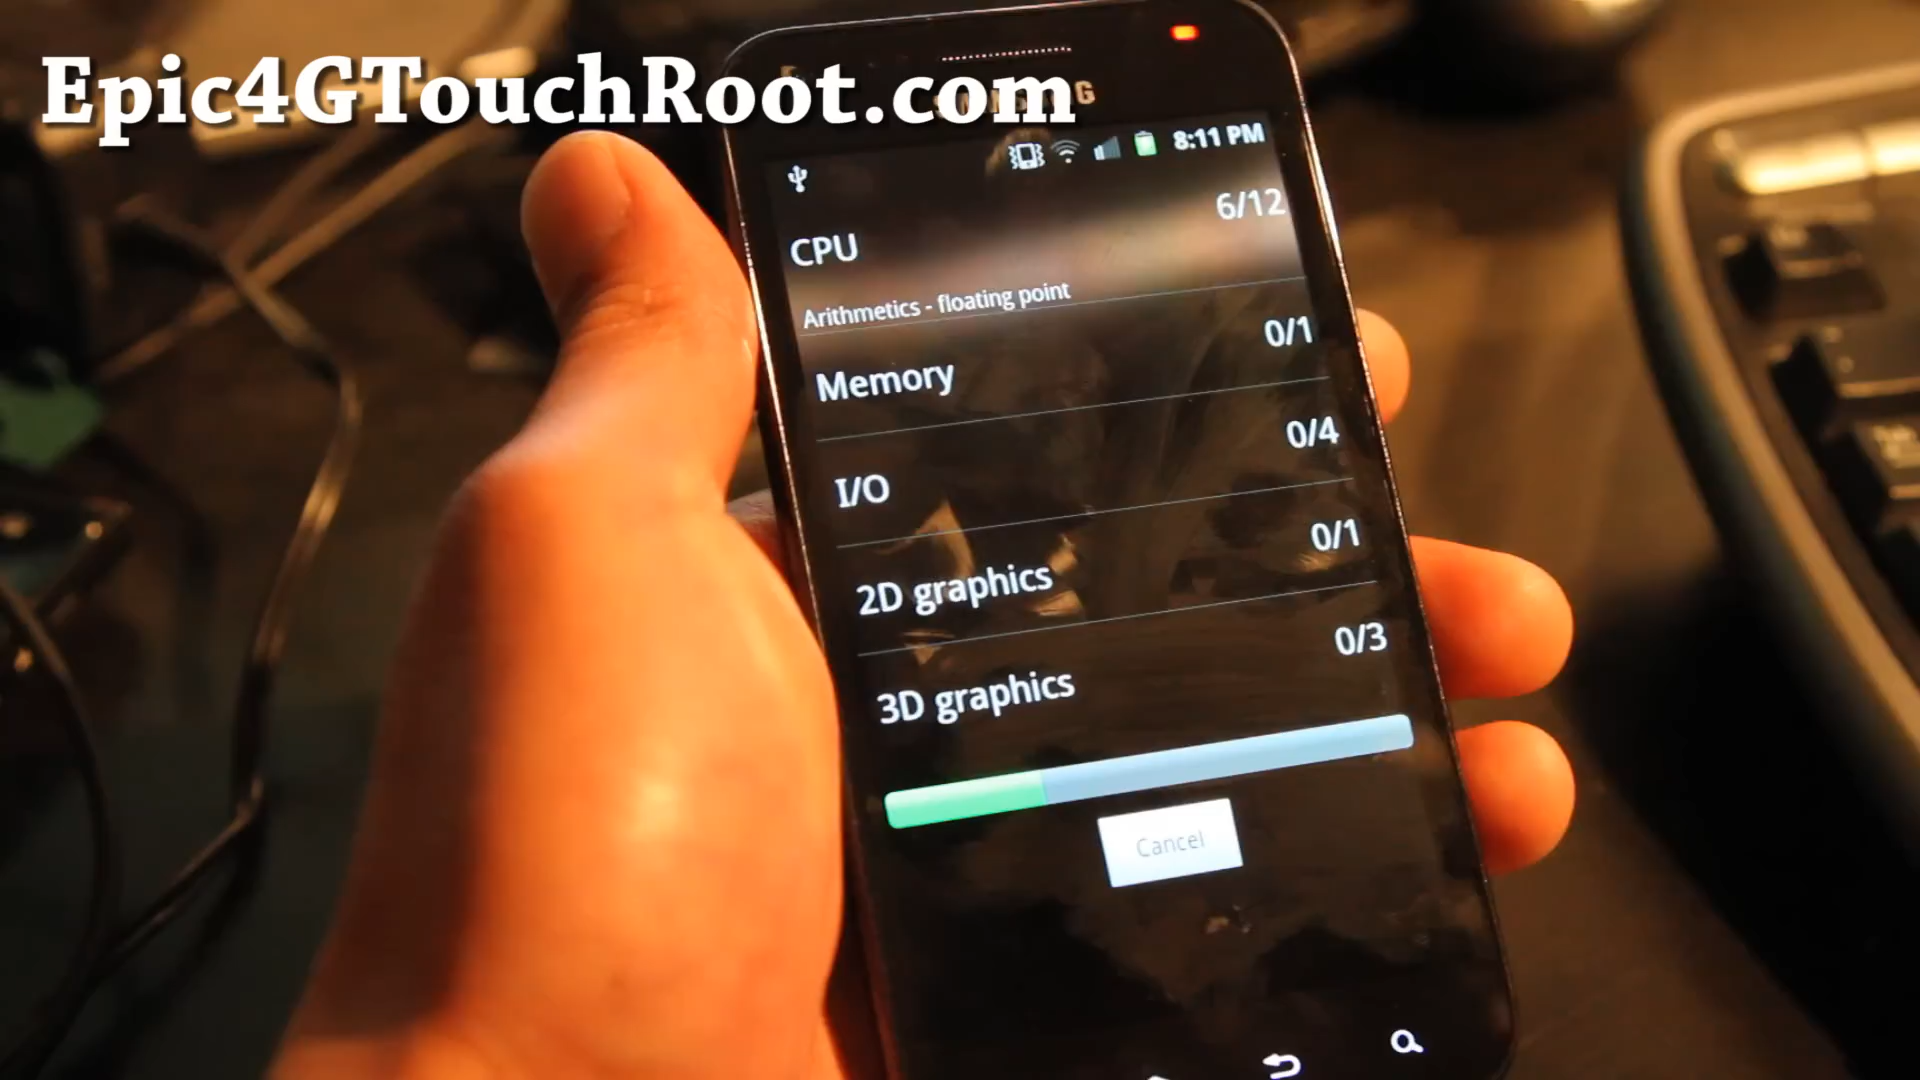 Epic4GTouchRoot.com
SAMSUNG
8:11 PM
CPU 6/12
Arithmetics - floating point
Memory 0/1
I/O 0/4
2D graphics 0/1
3D graphics 0/3
Cancel